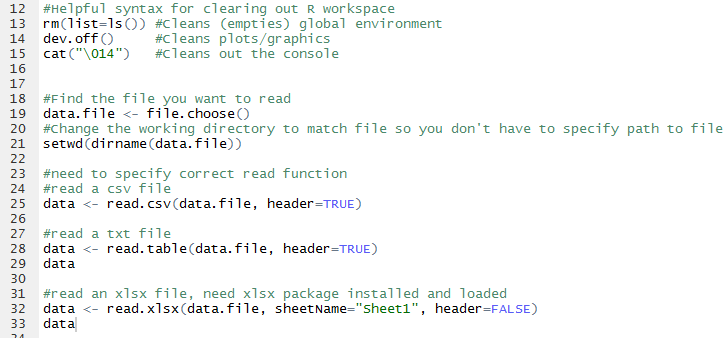 12 #Helpful syntax for clearing out R workspace
13 rm(list=ls()) #Cleans (empties) global environment
14 dev.off()     #Cleans plots/graphics
15 cat("\014")   #Cleans out the console
16
17
18 #Find the file you want to read
19 data.file <- file.choose()
20 #Change the working directory to match file so you don't have to specify path to file
21 setwd(dirname(data.file))
22
23 #need to specify correct read function
24 #read a csv file
25 data <- read.csv(data.file, header=TRUE)
26
27 #read a txt file
28 data <- read.table(data.file, header=TRUE)
29 data
30
31 #read an xlsx file, need xlsx package installed and loaded
32 data <- read.xlsx(data.file, sheetName="Sheet1", header=FALSE)
33 data